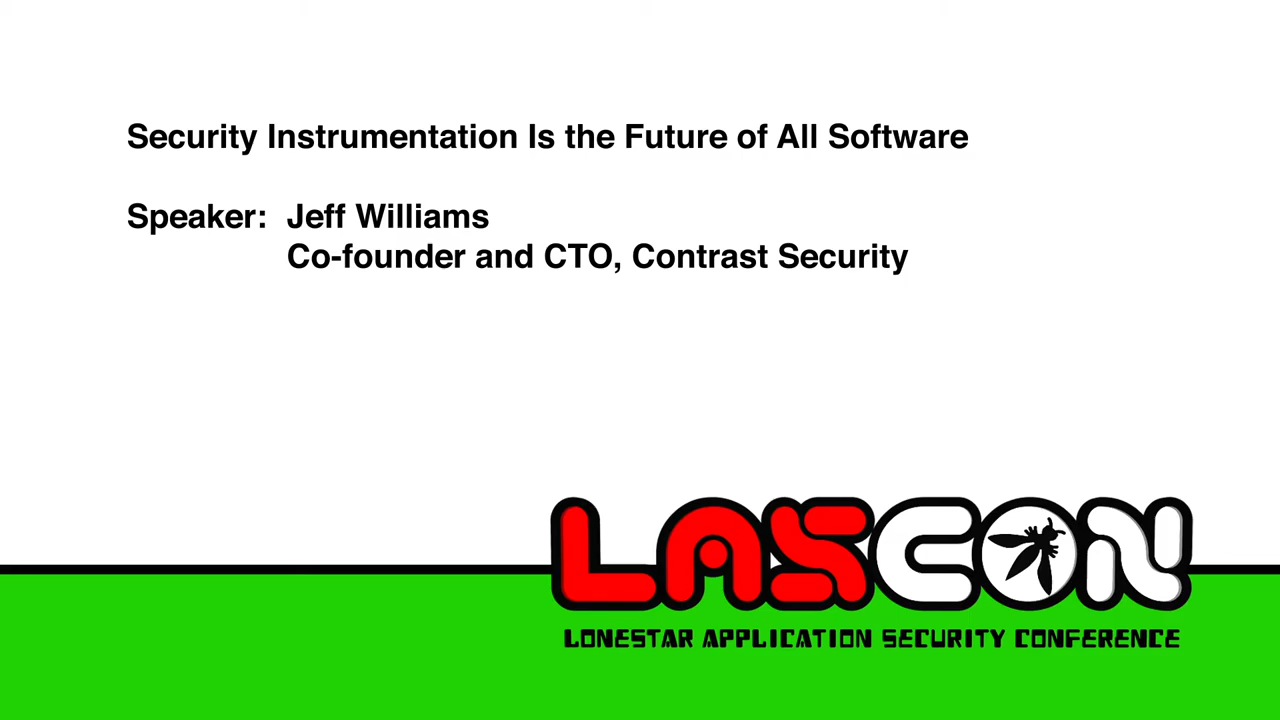 Security Instrumentation Is the Future of All Software
Speaker: Jeff Williams
Co-founder and CTO, Contrast Security
LASCON
LONESTAR APPLICATION SECURITY CONFERENCE